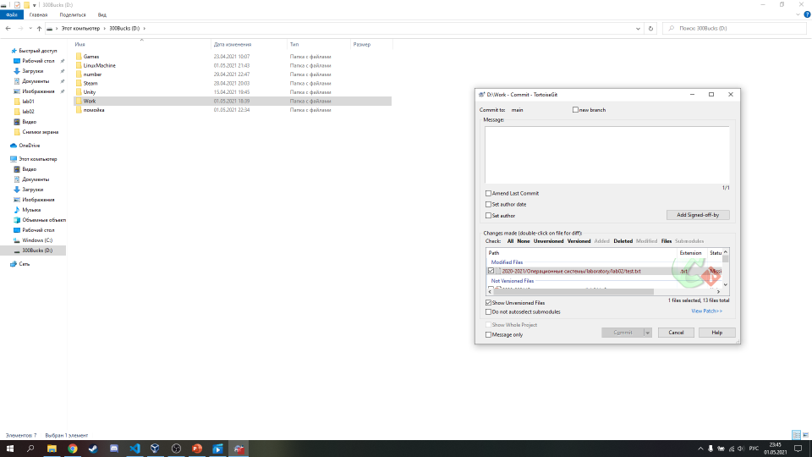 300Bucks (D:)
Файл Главная Поделиться Вид
Этот компьютер > 300Bucks (D:) >
Поиск: 300Bucks (D:)
Имя Дата изменения Тип Размер
Быстрый доступ
Рабочий стол
Загрузки
Документы
Изображения
lab01
lab02
Видео
Снимки экрана
OneDrive
Этот компьютер
Видео
Документы
Загрузки
Изображения
Музыка
Объемные объект
Рабочий стол
Windows (C:)
300Bucks (D:)
Сеть
Games 23.04.2021 10:07 Папка с файлами
LinuxMachine 01.05.2021 21:43 Папка с файлами
number 29.04.2021 22:47 Папка с файлами
Steam 28.04.2021 20:03 Папка с файлами
Unity 15.04.2021 19:45 Папка с файлами
Work 01.05.2021 18:39 Папка с файлами
помойка 01.05.2021 22:34 Папка с файлами
D:\Work - Commit - TortoiseGit
Commit to: main new branch
Message:
1/1
Amend Last Commit
Set author date
Set author
Add Signed-off-by
Changes made (double-click on file for diff):
Check: All None Unversioned Versioned Added Deleted Modified Files Submodules
Path Extension Statu
Modified Files
2020-2021/Операционные системы/laboratory/lab02/test.txt .txt
Not Versioned Files
Show Unversioned Files
1 files selected, 13 files total
Do not autoselect submodules
View Patch>>
Show Whole Project
Message only
Commit Cancel Help
Элементов: 7 Выбран 1 элемент
РУС
23:45
01.05.2021